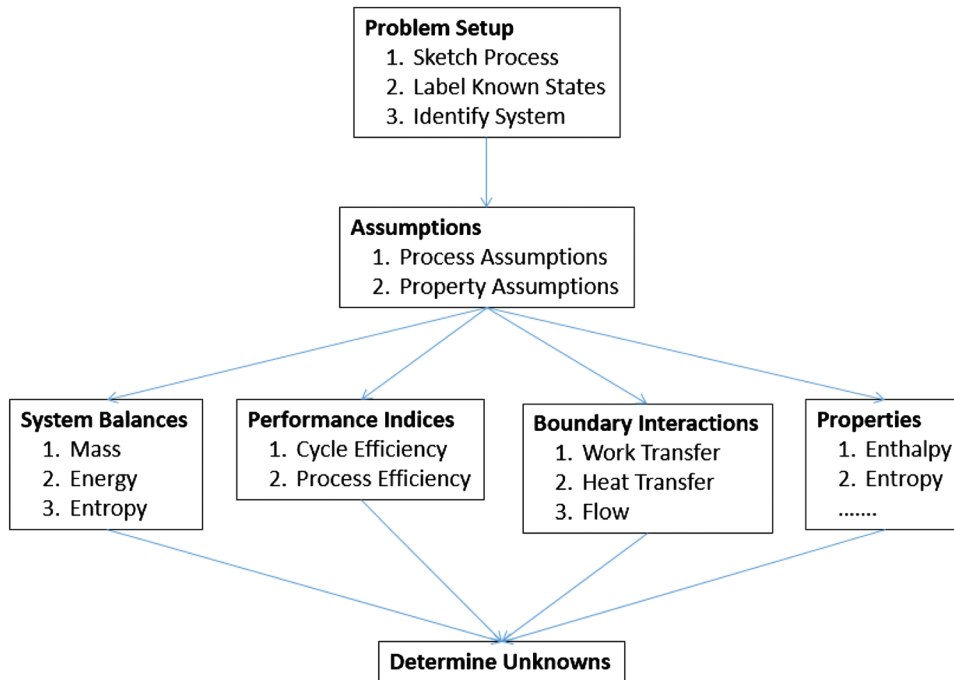 Problem Setup
1. Sketch Process
2. Label Known States
3. Identify System
Assumptions
1. Process Assumptions
2. Property Assumptions
System Balances
1. Mass
2. Energy
3. Entropy
Performance Indices
1. Cycle Efficiency
2. Process Efficiency
Boundary Interactions
1. Work Transfer
2. Heat Transfer
3. Flow
Properties
1. Enthalpy
2. Entropy
.......
Determine Unknowns